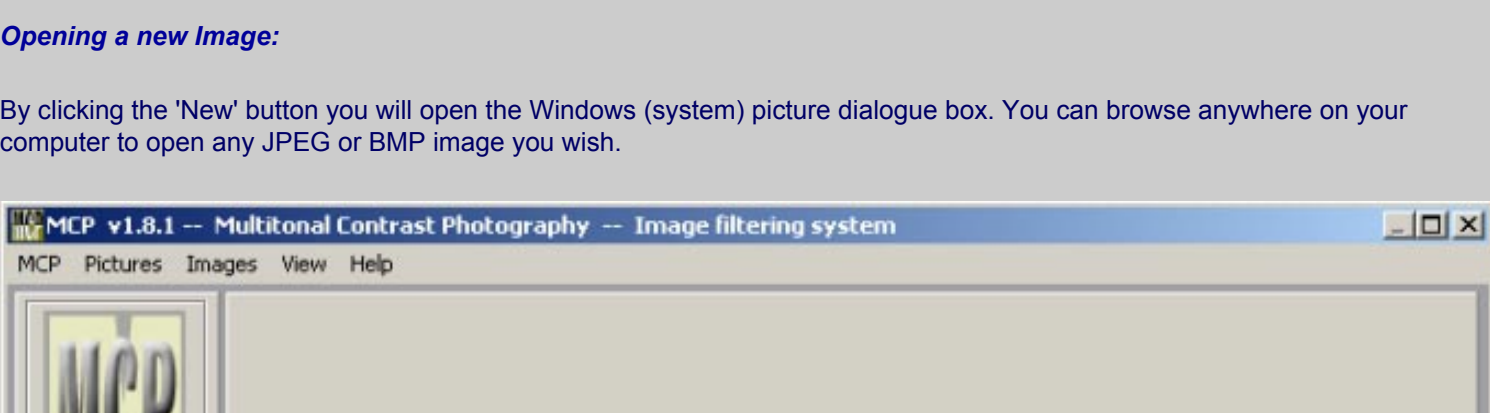 Opening a new Image:
By clicking the 'New' button you will open the Windows (system) picture dialogue box. You can browse anywhere on your
computer to open any JPEG or BMP image you wish.
MCP v1.8.1 -- Multitonal Contrast Photography -- Image filtering system
MCP Pictures Images View Help
MCP